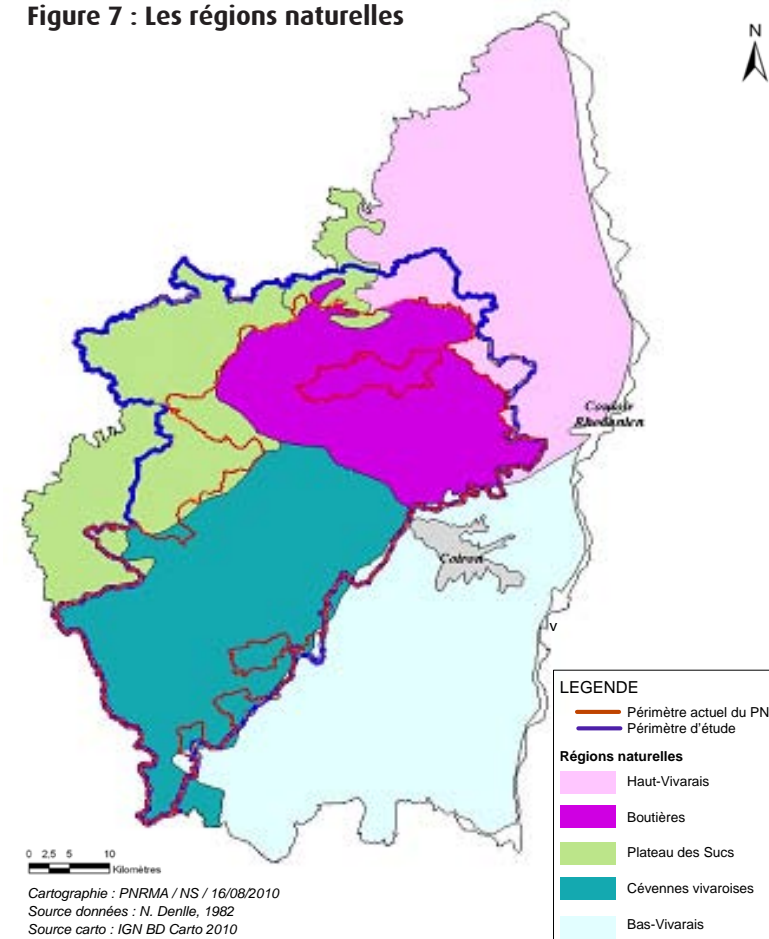 Figure 7 : Les régions naturelles
N
Couloir
Rhodanien
Coiron
v
LEGENDE
Périmètre actuel du PN
Périmètre d'étude
Régions naturelles
Haut-Vivarais
Boutières
Plateau des Sucs
Cévennes vivaroises
Bas-Vivarais
0 2,5 5 10
Kilomètres
Cartographie : PNRMA / NS / 16/08/2010
Source données : N. Denlle, 1982
Source carto : IGN BD Carto 2010